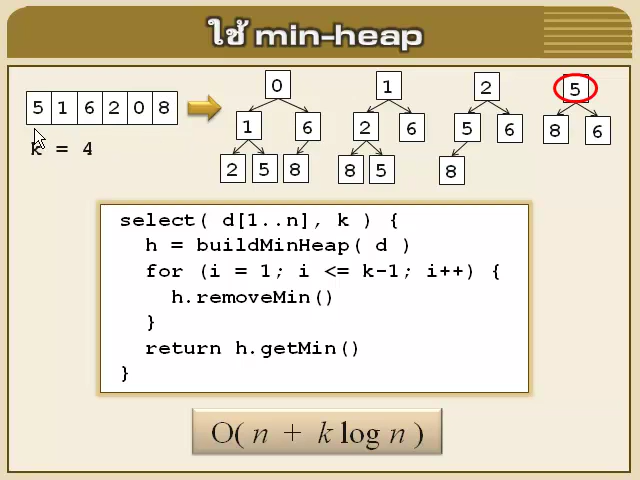 ใช้ min-heap
5 1 6 2 0 8
k = 4
0
1 6
2 5 8
1
2 6
8 5
2
5 6
8
5
8 6
select( d[1..n], k ) {
h = buildMinHeap( d )
for (i = 1; i <= k-1; i++) {
h.removeMin()
}
return h.getMin()
}
O( n + k log n )